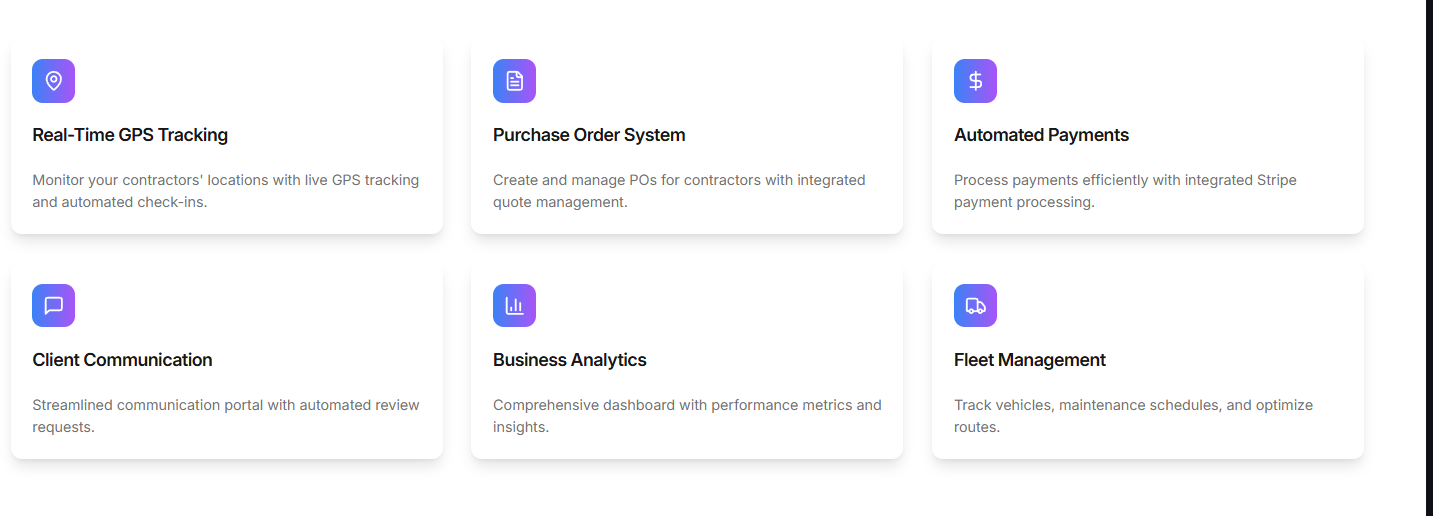 Real-Time GPS Tracking
Monitor your contractors' locations with live GPS tracking
and automated check-ins.
Purchase Order System
Create and manage POs for contractors with integrated
quote management.
Automated Payments
Process payments efficiently with integrated Stripe
payment processing.
Client Communication
Streamlined communication portal with automated review
requests.
Business Analytics
Comprehensive dashboard with performance metrics and
insights.
Fleet Management
Track vehicles, maintenance schedules, and optimize
routes.